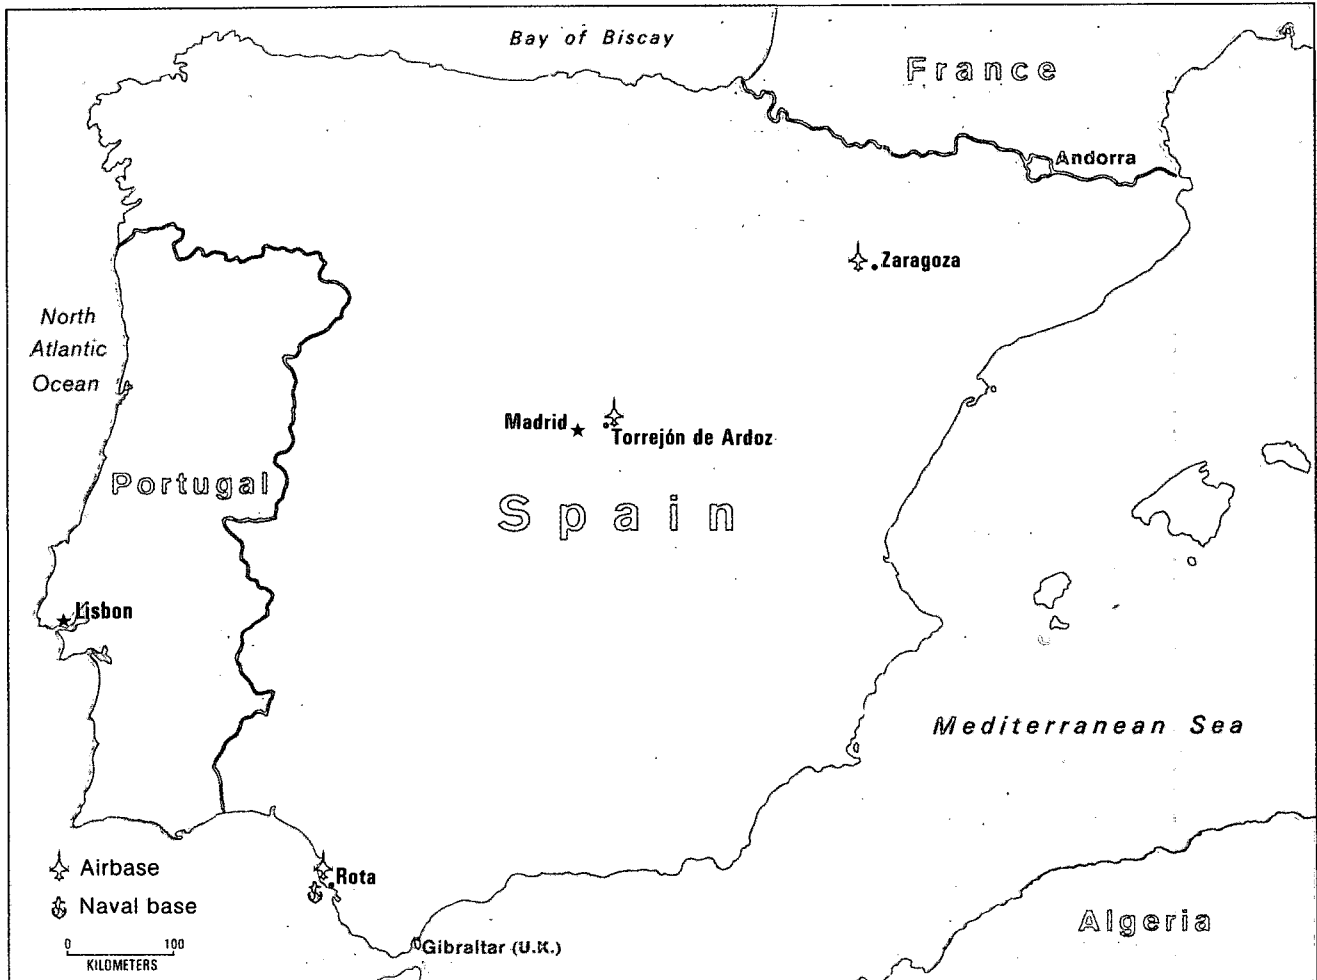 Bay of Biscay
France
Andorra
Zaragoza
North
Atlantic
Ocean
Madrid
Torrejón de Ardoz
Portugal
Spain
Lisbon
Mediterranean Sea
Airbase
Rota
Naval base
Algeria
0 100
KILOMETERS
Gibraltar (U.K.)